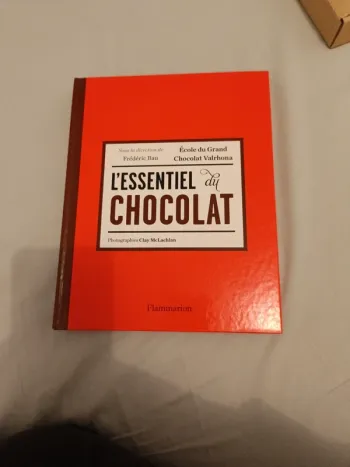 Sous la direction de
Frédéric Bau
École du Grand
Chocolat Valrhona
L'ESSENTIEL du
CHOCOLAT
Photographies Clay McLachlan
Flammarion